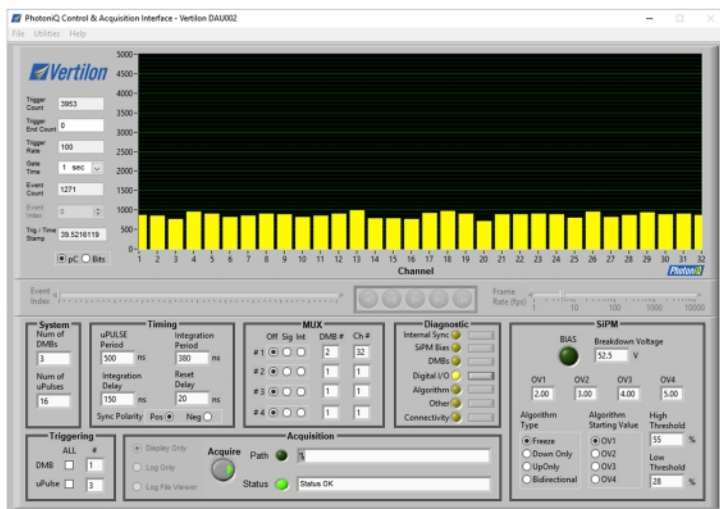 PhotoniQ Control & Acquisition Interface - Vertilon DAU002
File Utilities Help
Vertilon
Trigger Count 3953
Trigger End Count 0
Trigger Rate 100
Gate Time 1 sec
Event Count 1271
Event Index 0
Trig / Time Stamp 39.5216119
pC Bits
5000
4500
4000
3500
3000
2500
2000
1500
1000
500
0
1 2 3 4 5 6 7 8 9 10 11 12 13 14 15 16 17 18 19 20 21 22 23 24 25 26 27 28 29 30 31 32
Channel
PhotoniQ
Event Index
Frame Rate (fps)
1 10 100 1000 10000
System
Num of DMBs
3
Num of uPulses
16
Timing
uPULSE Period
500 ns
Integration Period
380 ns
Integration Delay
150 ns
Reset Delay
20 ns
Sync Polarity Pos Neg
MUX
Off Sig Int DMB # Ch #
# 1 2 32
# 2 1 1
# 3 1 1
# 4 1 1
Diagnostic
Internal Sync
SiPM Bias
DMBs
Digital I/O
Algorithm
Other
Connectivity
SiPM
BIAS
Breakdown Voltage
52.5 V
OV1 OV2 OV3 OV4
2.00 3.00 4.00 5.00
Algorithm Type
Freeze
Down Only
UpOnly
Bidirectional
Algorithm Starting Value
OV1
OV2
OV3
OV4
High Threshold
55 %
Low Threshold
28 %
Triggering
ALL #
DMB 1
uPulse 3
Acquisition
Display Only
Log Only
Log File Viewer
Acquire
Path
Status Status OK